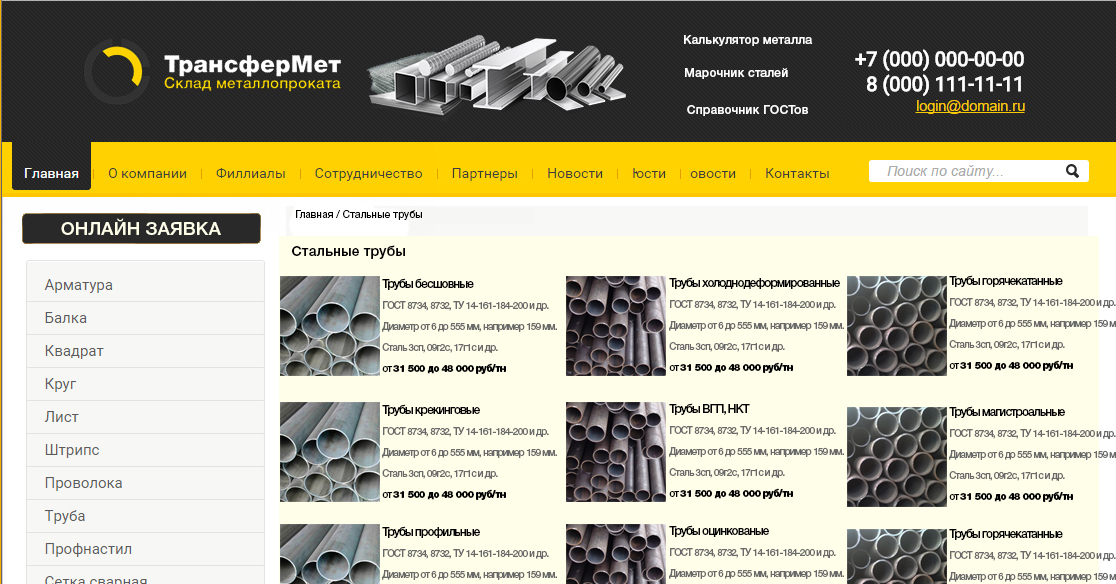 ТрансферМет
Склад металлопроката
Калькулятор металла
Марочник сталей
Справочник ГОСТов
+7 (000) 000-00-00
8 (000) 111-11-11
login@domain.ru
Главная
О компании
Филлиалы
Сотрудничество
Партнеры
Новости
Юсти
овости
Контакты
Поиск по сайту...
ОНЛАЙН ЗАЯВКА
Арматура
Балка
Квадрат
Круг
Лист
Штрипс
Проволока
Труба
Профнастил
Сетка сварная
Главная / Стальные трубы
Стальные трубы
Трубы бесшовные
ГОСТ 8734, 8732, ТУ 14-161-184-200 и др.
Диаметр от 6 до 555 мм, например 159 мм.
Сталь 3сп, 09г2с, 17г1с и др.
от 31 500 до 48 000 руб/тн
Трубы холоднодеформированные
ГОСТ 8734, 8732, ТУ 14-161-184-200 и др.
Диаметр от 6 до 555 мм, например 159 мм.
Сталь 3сп, 09г2с, 17г1с и др.
от 31 500 до 48 000 руб/тн
Трубы горячекатанные
ГОСТ 8734, 8732, ТУ 14-161-184-200 и др.
Диаметр от 6 до 555 мм, например 159 м
Сталь 3сп, 09г2с, 17г1с и др.
от 31 500 до 48 000 руб/тн
Трубы крекинговые
ГОСТ 8734, 8732, ТУ 14-161-184-200 и др.
Диаметр от 6 до 555 мм, например 159 мм.
Сталь 3сп, 09г2с, 17г1с и др.
от 31 500 до 48 000 руб/тн
Трубы ВГП, НКТ
ГОСТ 8734, 8732, ТУ 14-161-184-200 и др.
Диаметр от 6 до 555 мм, например 159 мм.
Сталь 3сп, 09г2с, 17г1с и др.
от 31 500 до 48 000 руб/тн
Трубы магистроальные
ГОСТ 8734, 8732, ТУ 14-161-184-200 и др.
Диаметр от 6 до 555 мм, например 159 м
Сталь 3сп, 09г2с, 17г1с и др.
от 31 500 до 48 000 руб/тн
Трубы профильные
ГОСТ 8734, 8732, ТУ 14-161-184-200 и др.
Диаметр от 6 до 555 мм, например 159 мм.
Трубы оцинкованые
ГОСТ 8734, 8732, ТУ 14-161-184-200 и др.
Диаметр от 6 до 555 мм, например 159 мм.
Трубы горячекатанные
ГОСТ 8734, 8732, ТУ 14-161-184-200 и др.
Диаметр от 6 до 555 мм, например 159 м